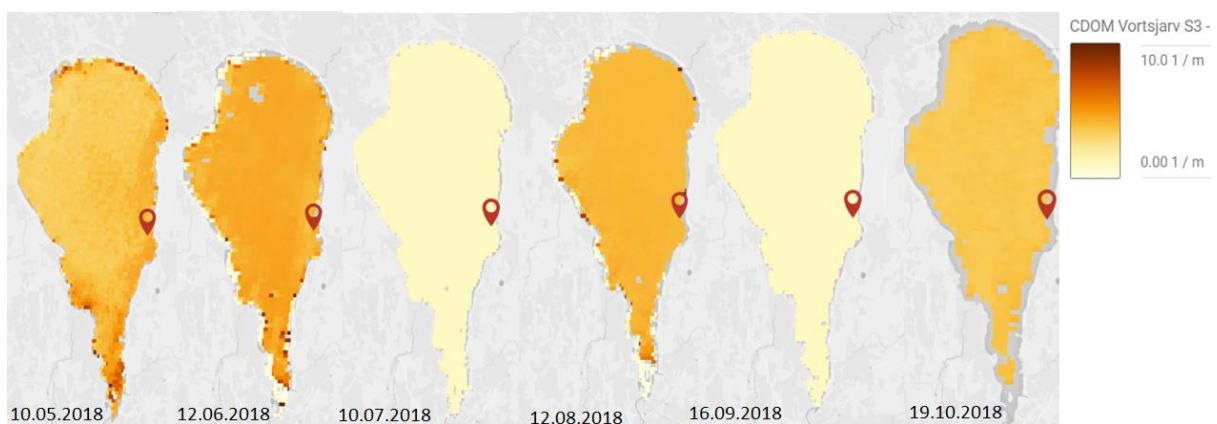 CDOM Vortsjarv S3 -
10.0 1 / m
0.00 1 / m
10.05.2018
12.06.2018
10.07.2018
12.08.2018
16.09.2018
19.10.2018